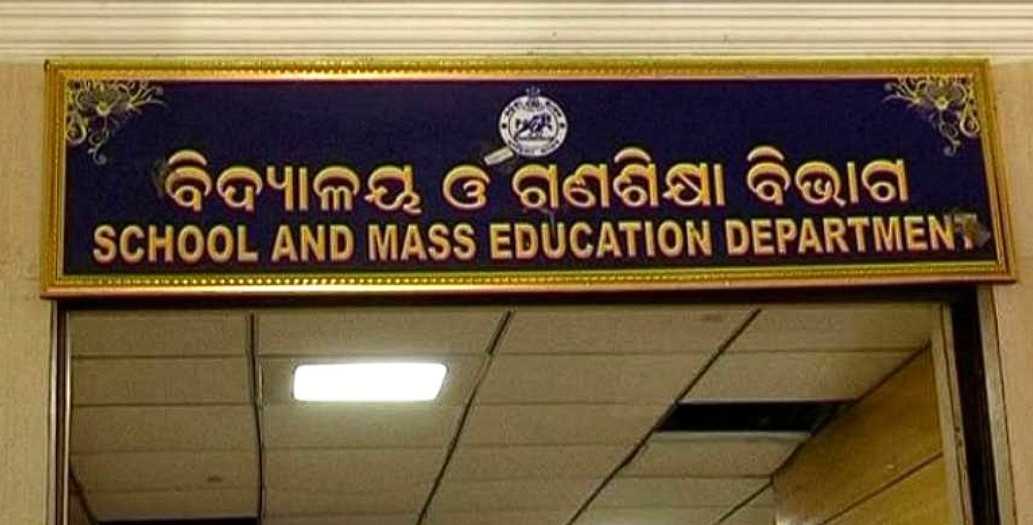 ବିଦ୍ୟାଳୟ ଓ ଗଣଶିକ୍ଷା ବିଭାଗ
SCHOOL AND MASS EDUCATION DEPARTMENT